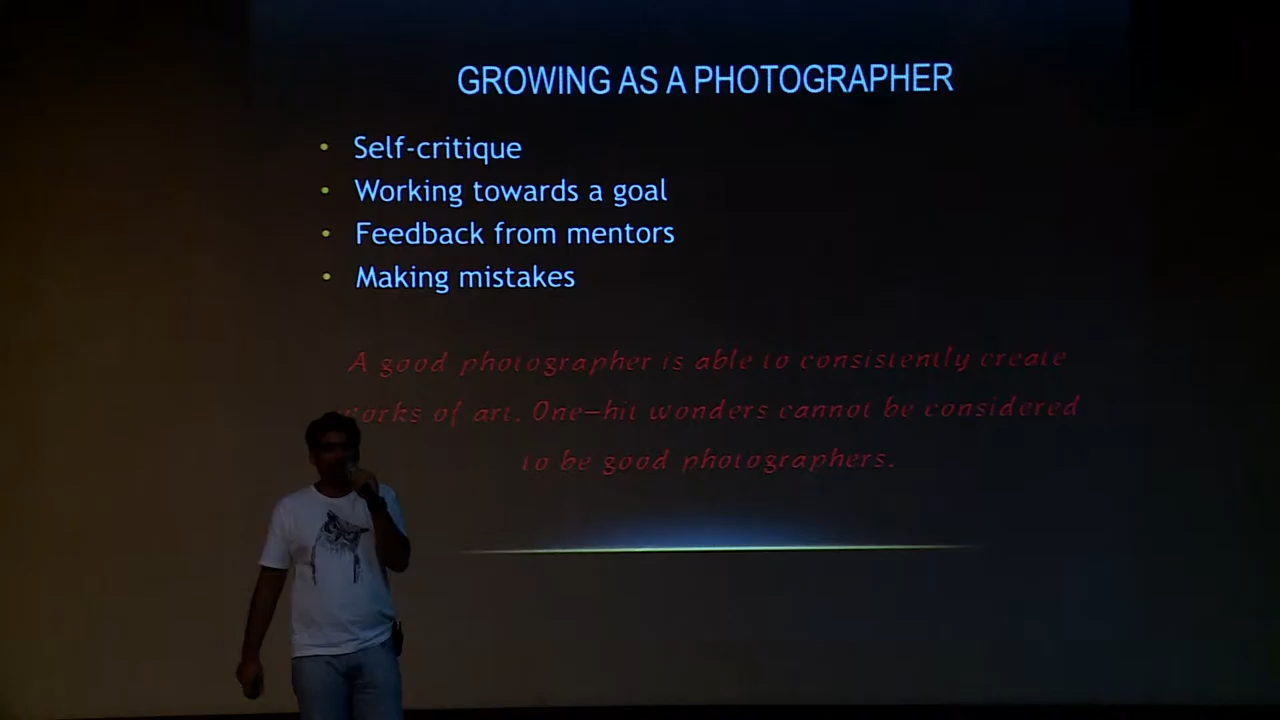 GROWING AS A PHOTOGRAPHER
• Self-critique
• Working towards a goal
• Feedback from mentors
• Making mistakes
A good photographer is able to consistently create
works of art. One-hit wonders cannot be considered
to be good photographers.